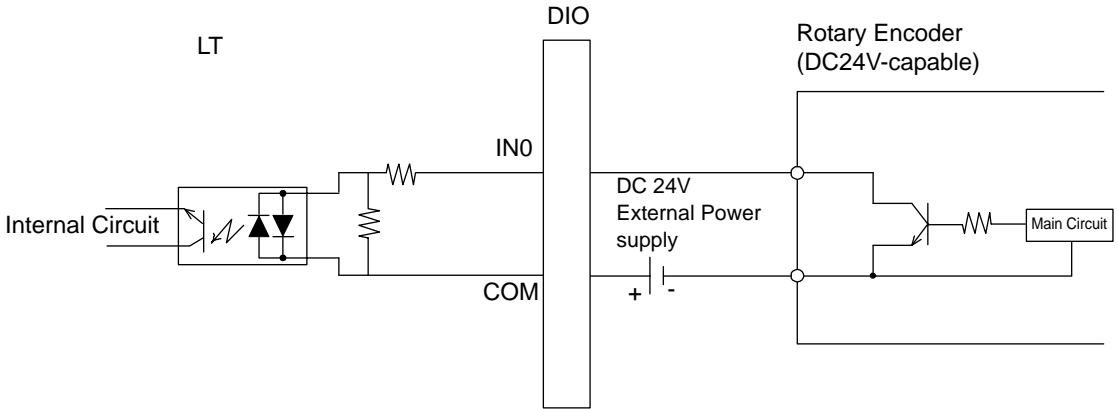 DIO
LT
Rotary Encoder
(DC24V-capable)
IN0
DC 24V
External Power
supply
Internal Circuit
Main Circuit
COM
+ -